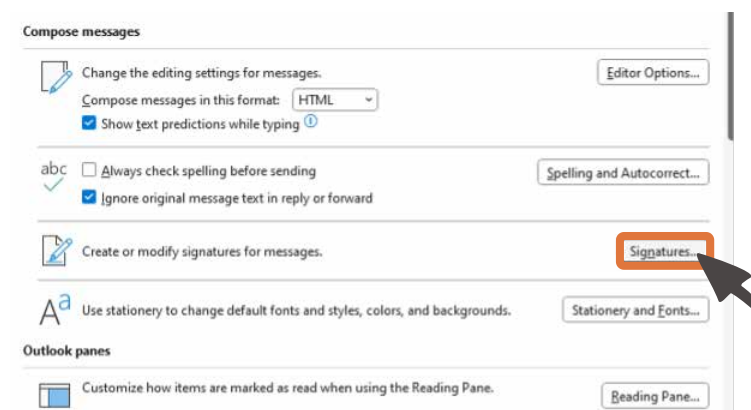 Compose messages
Change the editing settings for messages.
Editor Options...
Compose messages in this format: HTML
Show text predictions while typing
abc
Always check spelling before sending
Spelling and Autocorrect...
Ignore original message text in reply or forward
Create or modify signatures for messages.
Signatures...
Aa
Use stationery to change default fonts and styles, colors, and backgrounds.
Stationery and Fonts...
Outlook panes
Customize how items are marked as read when using the Reading Pane.
Reading Pane...